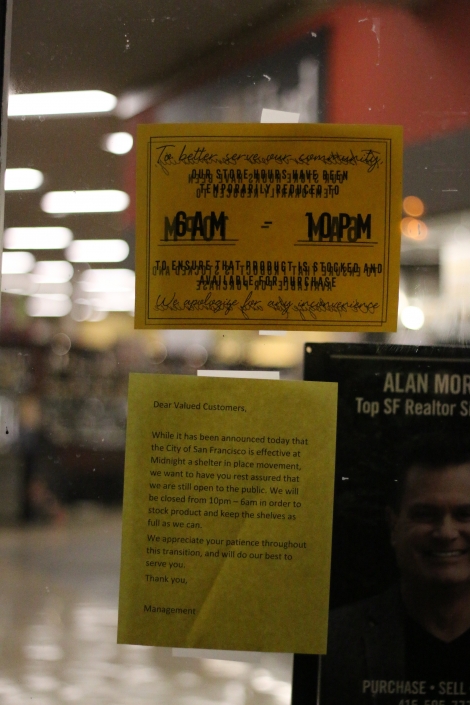 To better serve our community,
OUR STORE HOURS HAVE BEEN
TEMPORARILY REDUCED TO
6AM - 10PM
TO ENSURE THAT PRODUCT IS STOCKED AND
AVAILABLE FOR PURCHASE
We apologize for any inconvenience
Dear Valued Customers,
While it has been announced today that
the City of San Francisco is effective at
Midnight a shelter in place movement,
we want to have you rest assured that
we are still open to the public. We will
be closed from 10pm – 6am in order to
stock product and keep the shelves as
full as we can.
We appreciate your patience throughout
this transition, and will do our best to
serve you.
Thank you,
Management
ALAN MOR
Top SF Realtor S
PURCHASE • SELL